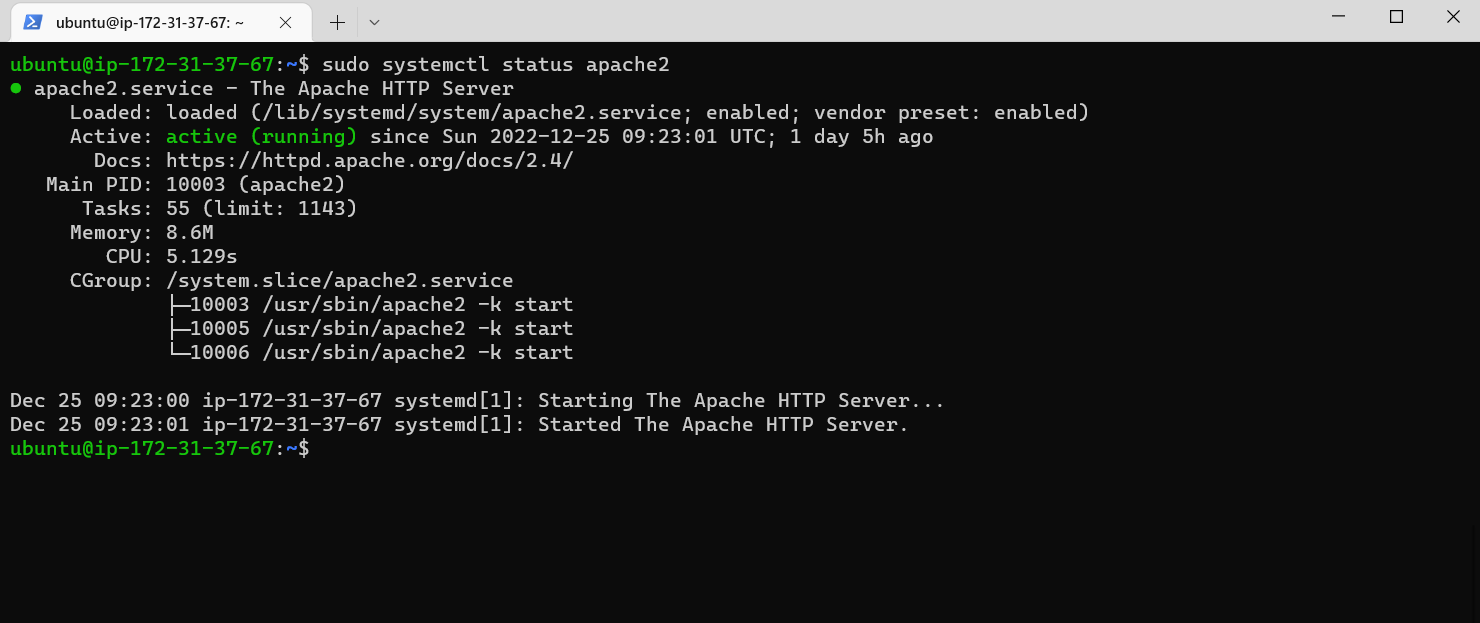 ubuntu@ip-172-31-37-67: ~
ubuntu@ip-172-31-37-67:~$ sudo systemctl status apache2
● apache2.service - The Apache HTTP Server
     Loaded: loaded (/lib/systemd/system/apache2.service; enabled; vendor preset: enabled)
     Active: active (running) since Sun 2022-12-25 09:23:01 UTC; 1 day 5h ago
       Docs: https://httpd.apache.org/docs/2.4/
   Main PID: 10003 (apache2)
      Tasks: 55 (limit: 1143)
     Memory: 8.6M
        CPU: 5.129s
     CGroup: /system.slice/apache2.service
             ├─10003 /usr/sbin/apache2 -k start
             ├─10005 /usr/sbin/apache2 -k start
             └─10006 /usr/sbin/apache2 -k start
Dec 25 09:23:00 ip-172-31-37-67 systemd[1]: Starting The Apache HTTP Server...
Dec 25 09:23:01 ip-172-31-37-67 systemd[1]: Started The Apache HTTP Server.
ubuntu@ip-172-31-37-67:~$